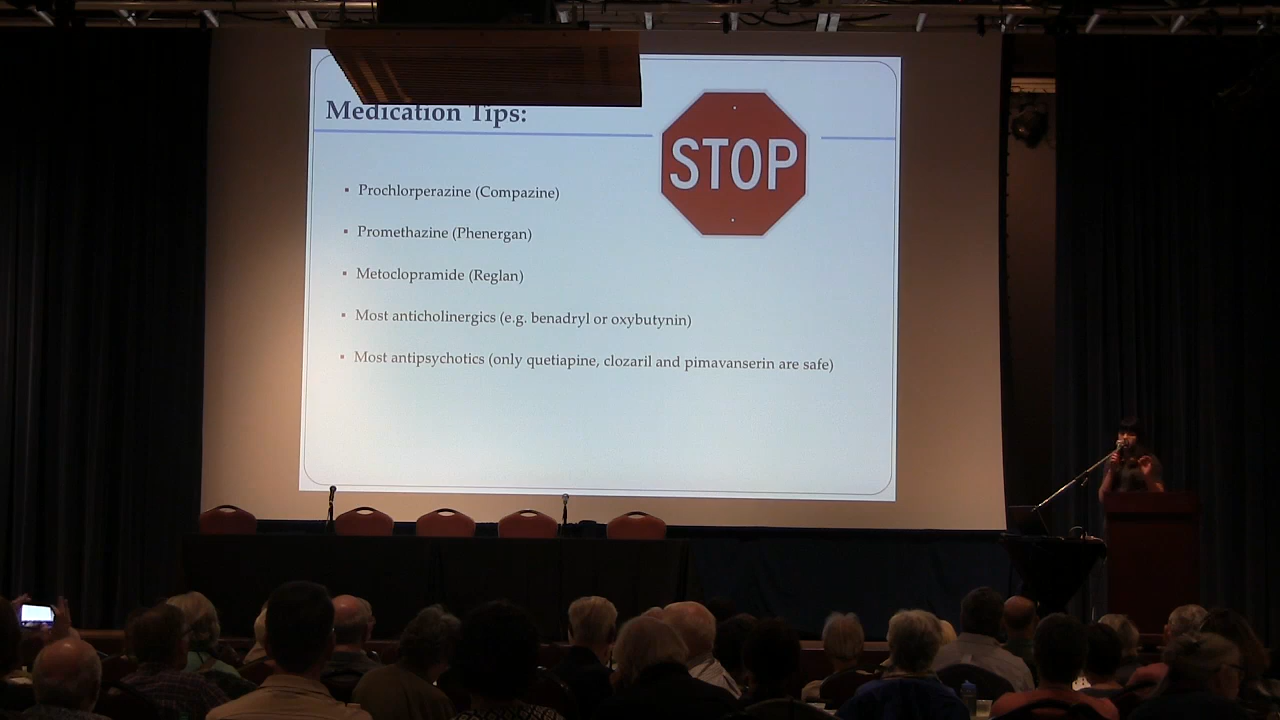 Medication Tips:
STOP
Prochlorperazine (Compazine)
Promethazine (Phenergan)
Metoclopramide (Reglan)
Most anticholinergics (e.g. benadryl or oxybutynin)
Most antipsychotics (only quetiapine, clozaril and pimavanserin are safe)